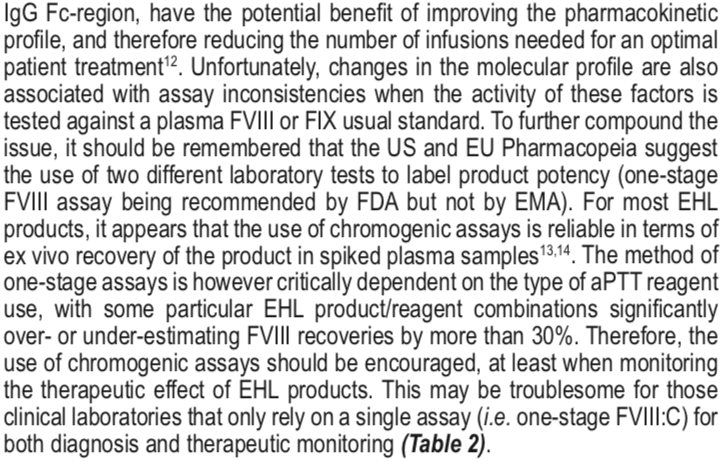 IgG Fc-region, have the potential benefit of improving the pharmacokinetic
profile, and therefore reducing the number of infusions needed for an optimal
patient treatment12. Unfortunately, changes in the molecular profile are also
associated with assay inconsistencies when the activity of these factors is
tested against a plasma FVIII or FIX usual standard. To further compound the
issue, it should be remembered that the US and EU Pharmacopeia suggest
the use of two different laboratory tests to label product potency (one-stage
FVIII assay being recommended by FDA but not by EMA). For most EHL
products, it appears that the use of chromogenic assays is reliable in terms of
ex vivo recovery of the product in spiked plasma samples13,14. The method of
one-stage assays is however critically dependent on the type of aPTT reagent
use, with some particular EHL product/reagent combinations significantly
over- or under-estimating FVIII recoveries by more than 30%. Therefore, the
use of chromogenic assays should be encouraged, at least when monitoring
the therapeutic effect of EHL products. This may be troublesome for those
clinical laboratories that only rely on a single assay (i.e. one-stage FVIII:C) for
both diagnosis and therapeutic monitoring (Table 2).